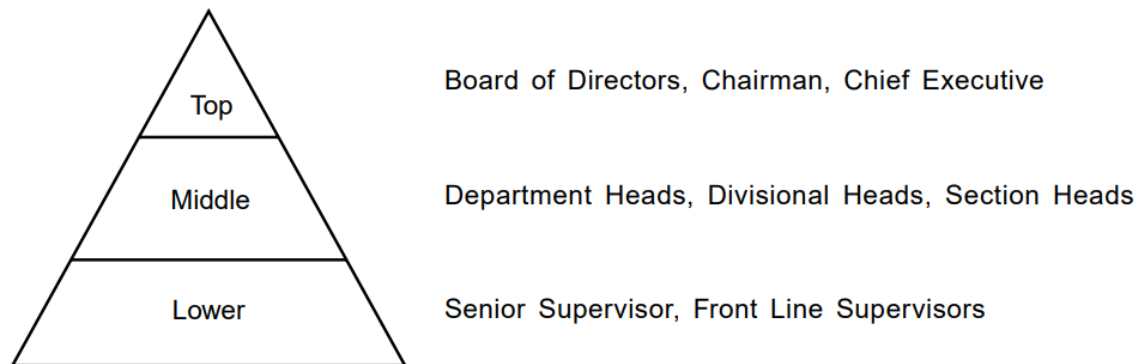 Top
Board of Directors, Chairman, Chief Executive
Middle
Department Heads, Divisional Heads, Section Heads
Lower
Senior Supervisor, Front Line Supervisors